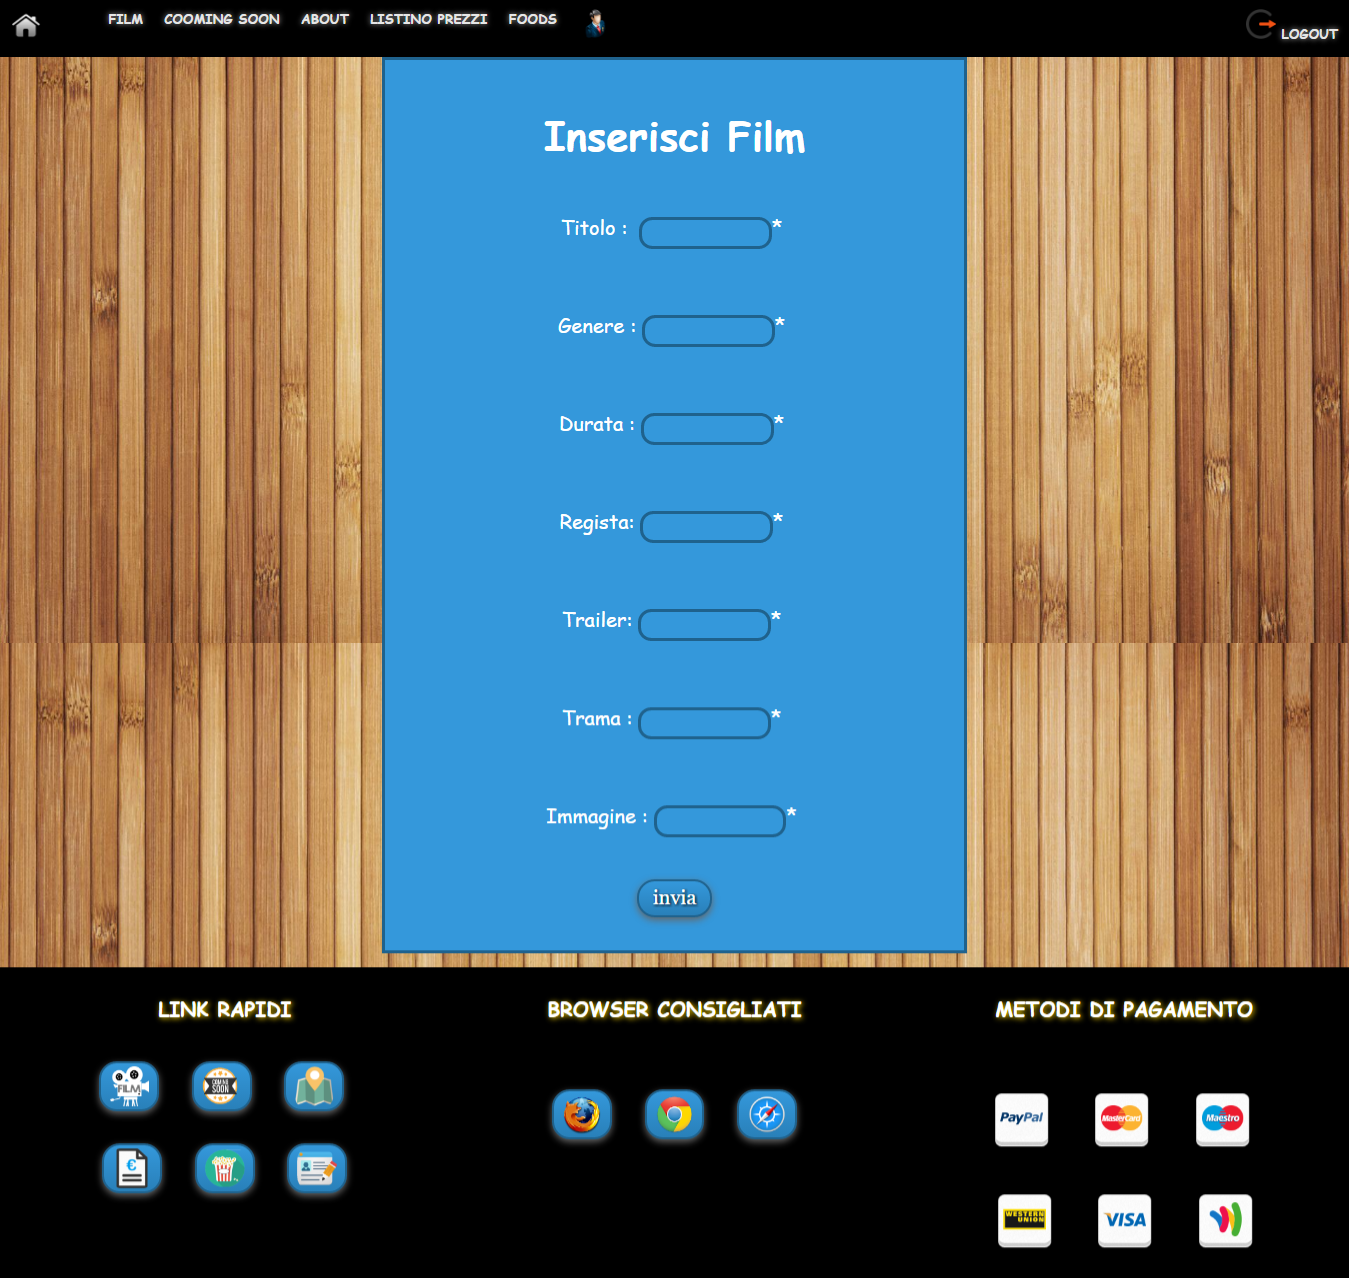 FILM COOMING SOON ABOUT LISTINO PREZZI FOODS
LOGOUT
Inserisci Film
Titolo : *
Genere : *
Durata : *
Regista: *
Trailer: *
Trama : *
Immagine : *
invia
LINK RAPIDI
BROWSER CONSIGLIATI
METODI DI PAGAMENTO
FILM
COMING
SOON
€
PayPal
MasterCard
Maestro
WESTERN
UNION
VISA